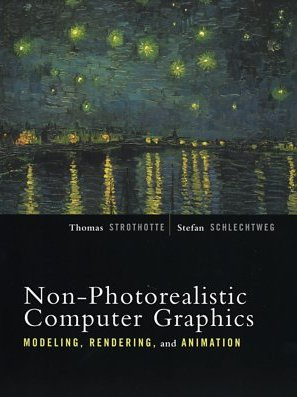 Thomas STROTHOTTE | Stefan SCHLECHTWEG
Non-Photorealistic
Computer Graphics
MODELING, RENDERING, and ANIMATION